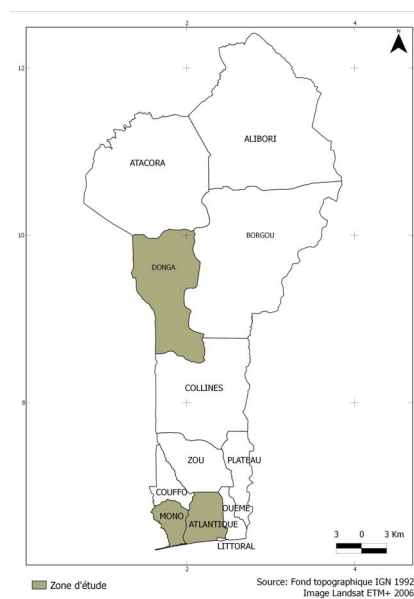 2
4
12
ALIBORI
ATACORA
10
BORGOU
DONGA
8
COLLINES
ZOU
PLATEAU
COUFFO
OUEME
MONO
ATLANTIQUE
LITTORAL
3 0 3 Km
2
4
Zone d'étude
Source: Fond topographique IGN 1992
Image Landsat ETM+ 2006